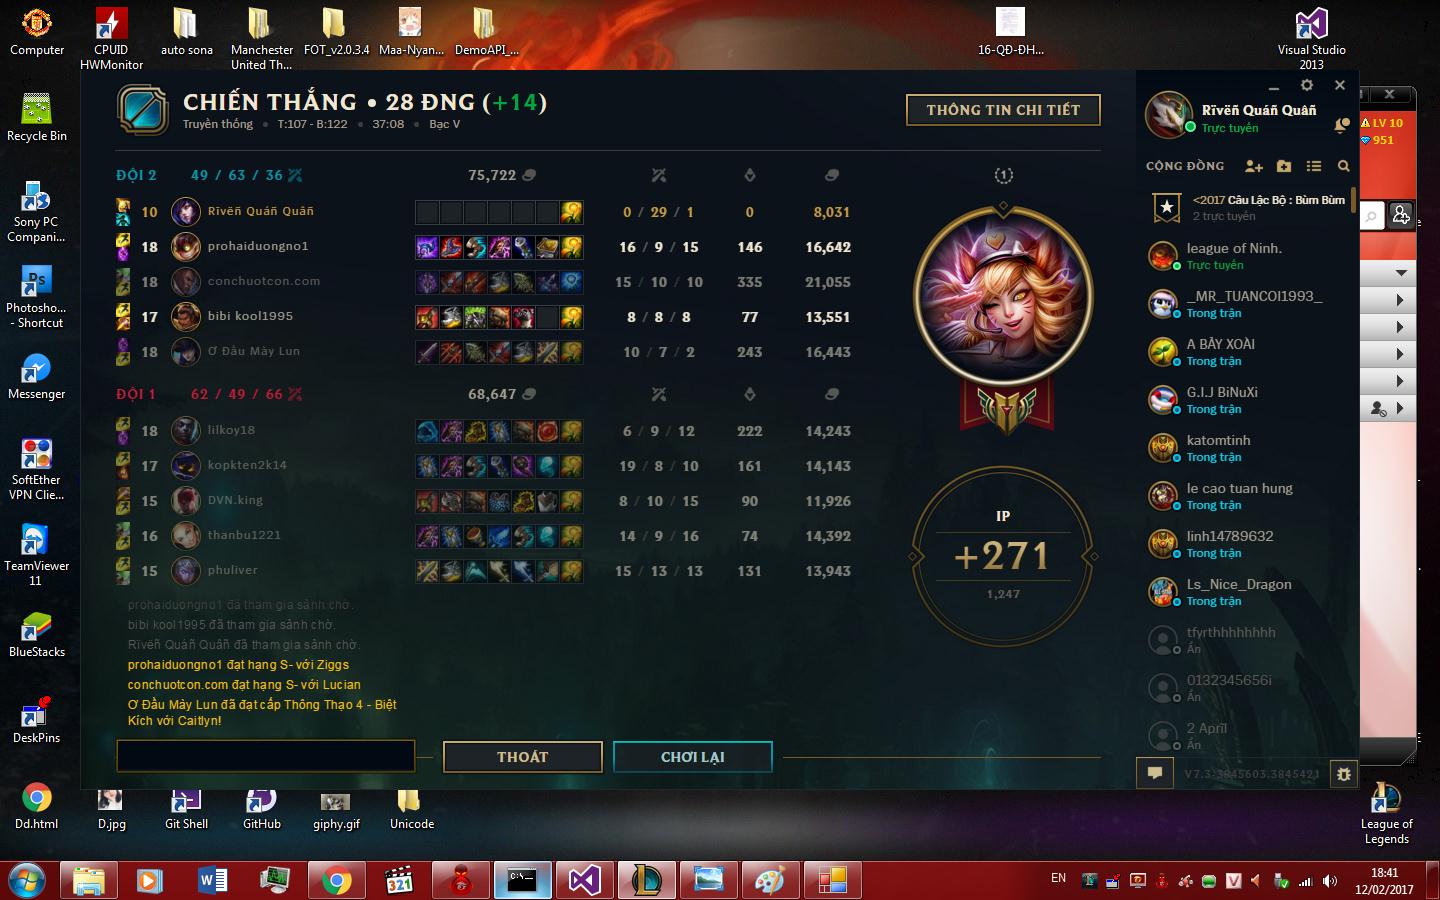 Computer
CPUID
HWMonitor
auto sona
Manchester
United Th...
FOT_v2.0.3.4
Maa-Nyan...
DemoAPI_...
16-QĐ-ĐH...
Visual Studio
2013
Recycle Bin
Sony PC
Compani...
Photosho...
- Shortcut
Messenger
SoftEther
VPN Clie...
TeamViewer
11
BlueStacks
DeskPins
Dd.html
D.jpg
Git Shell
GitHub
giphy.gif
Unicode
League of
Legends
CHIẾN THẮNG • 28 ĐNG (+14)
Truyền thống • T:107 - B:122 • 37:08 • Bạc V
THÔNG TIN CHI TIẾT
ĐỘI 2 49 / 63 / 36 75,722
10 Rïvëñ Quáñ Quâñ 0 / 29 / 1 0 8,031
18 prohaiduongno1 16 / 9 / 15 146 16,642
18 conchuotcon.com 15 / 10 / 10 335 21,055
17 bibi kool1995 8 / 8 / 8 77 13,551
18 Ơ Đầu Mày Lun 10 / 7 / 2 243 16,443
ĐỘI 1 62 / 49 / 66 68,647
18 lilkoy18 6 / 9 / 12 222 14,243
17 kopkten2k14 19 / 8 / 10 161 14,143
15 DVN.king 8 / 10 / 15 90 11,926
16 thanbu1221 14 / 9 / 16 74 14,392
15 phuliver 15 / 13 / 13 131 13,943
prohaiduongno1 đã tham gia sảnh chờ.
bibi kool1995 đã tham gia sảnh chờ.
Rïvëñ Quáñ Quâñ đã tham gia sảnh chờ.
prohaiduongno1 đạt hạng S- với Ziggs
conchuotcon.com đạt hạng S- với Lucian
Ơ Đầu Mày Lun đã đạt cấp Thông Thạo 4 - Biệt
Kích với Caitlyn!
THOÁT
CHƠI LẠI
1
IP
+271
1,247
Rïvëñ Quáñ Quâñ
Trực tuyến
CỘNG ĐỒNG
<2017 Câu Lạc Bộ : Bùm Bùm
2 trực tuyến
league of Ninh.
Trực tuyến
_MR_TUANCOI1993_
Trong trận
A BẢY XOÀI
Trong trận
G.I.J BiNuXi
Trong trận
katomtinh
Trong trận
le cao tuan hung
Trong trận
linh14789632
Trong trận
Ls_Nice_Dragon
Trong trận
tfyrthhhhhhhh
Ẩn
0132345656i
Ẩn
2 Aprïl
Ẩn
V7.3.3845603.3845421
LV 10
951
EN
18:41
12/02/2017